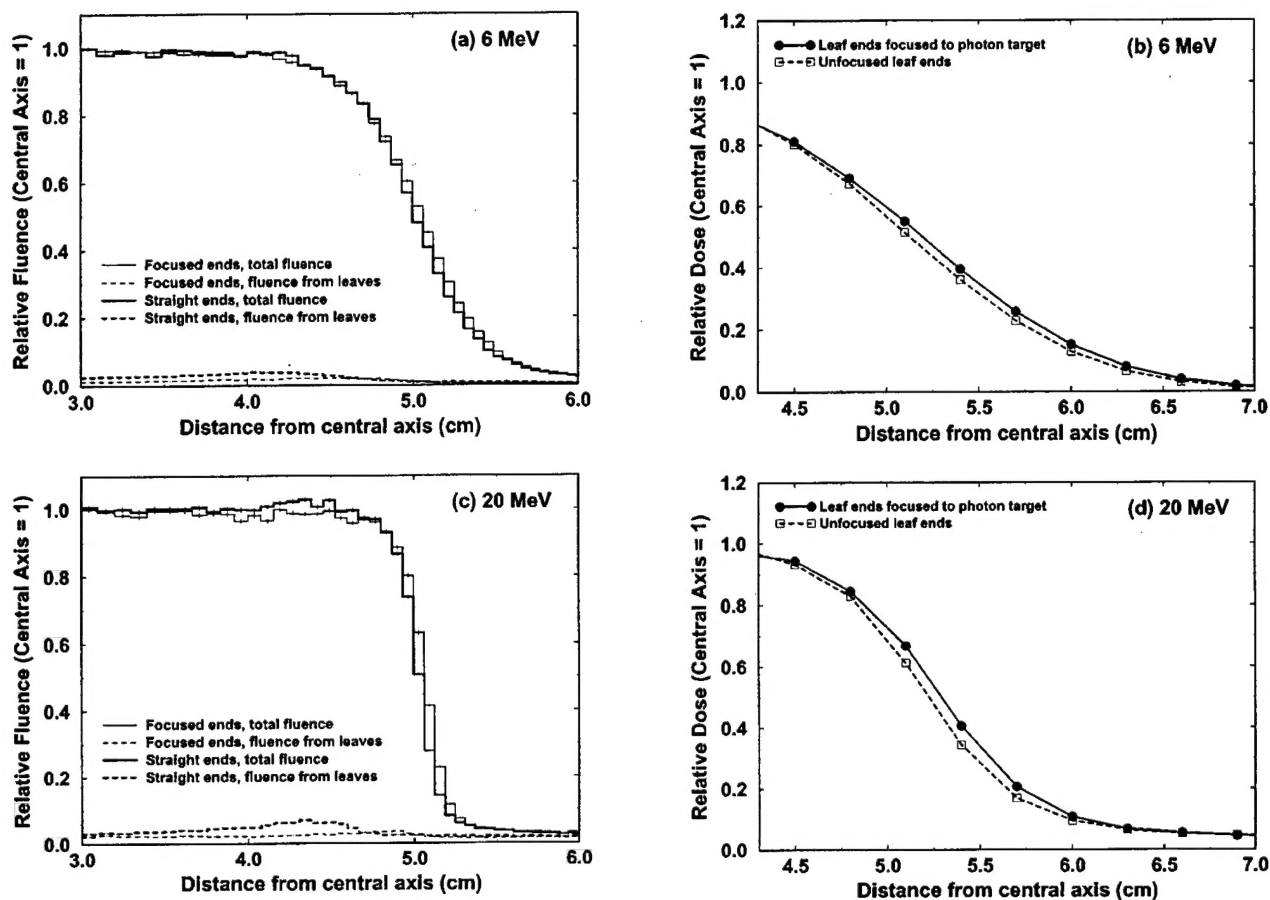 (a) 6 MeV
Relative Fluence (Central Axis = 1)
1.0
0.8
0.6
0.4
0.2
0.0
Focused ends, total fluence
Focused ends, fluence from leaves
Straight ends, total fluence
Straight ends, fluence from leaves
3.0 4.0 5.0 6.0
Distance from central axis (cm)
(b) 6 MeV
Relative Dose (Central Axis = 1)
1.2
1.0
0.8
0.6
0.4
0.2
0.0
Leaf ends focused to photon target
Unfocused leaf ends
4.5 5.0 5.5 6.0 6.5 7.0
Distance from central axis (cm)
(c) 20 MeV
Relative Fluence (Central Axis = 1)
1.0
0.8
0.6
0.4
0.2
0.0
Focused ends, total fluence
Focused ends, fluence from leaves
Straight ends, total fluence
Straight ends, fluence from leaves
3.0 4.0 5.0 6.0
Distance from central axis (cm)
(d) 20 MeV
Relative Dose (Central Axis = 1)
1.2
1.0
0.8
0.6
0.4
0.2
0.0
Leaf ends focused to photon target
Unfocused leaf ends
4.5 5.0 5.5 6.0 6.5 7.0
Distance from central axis (cm)